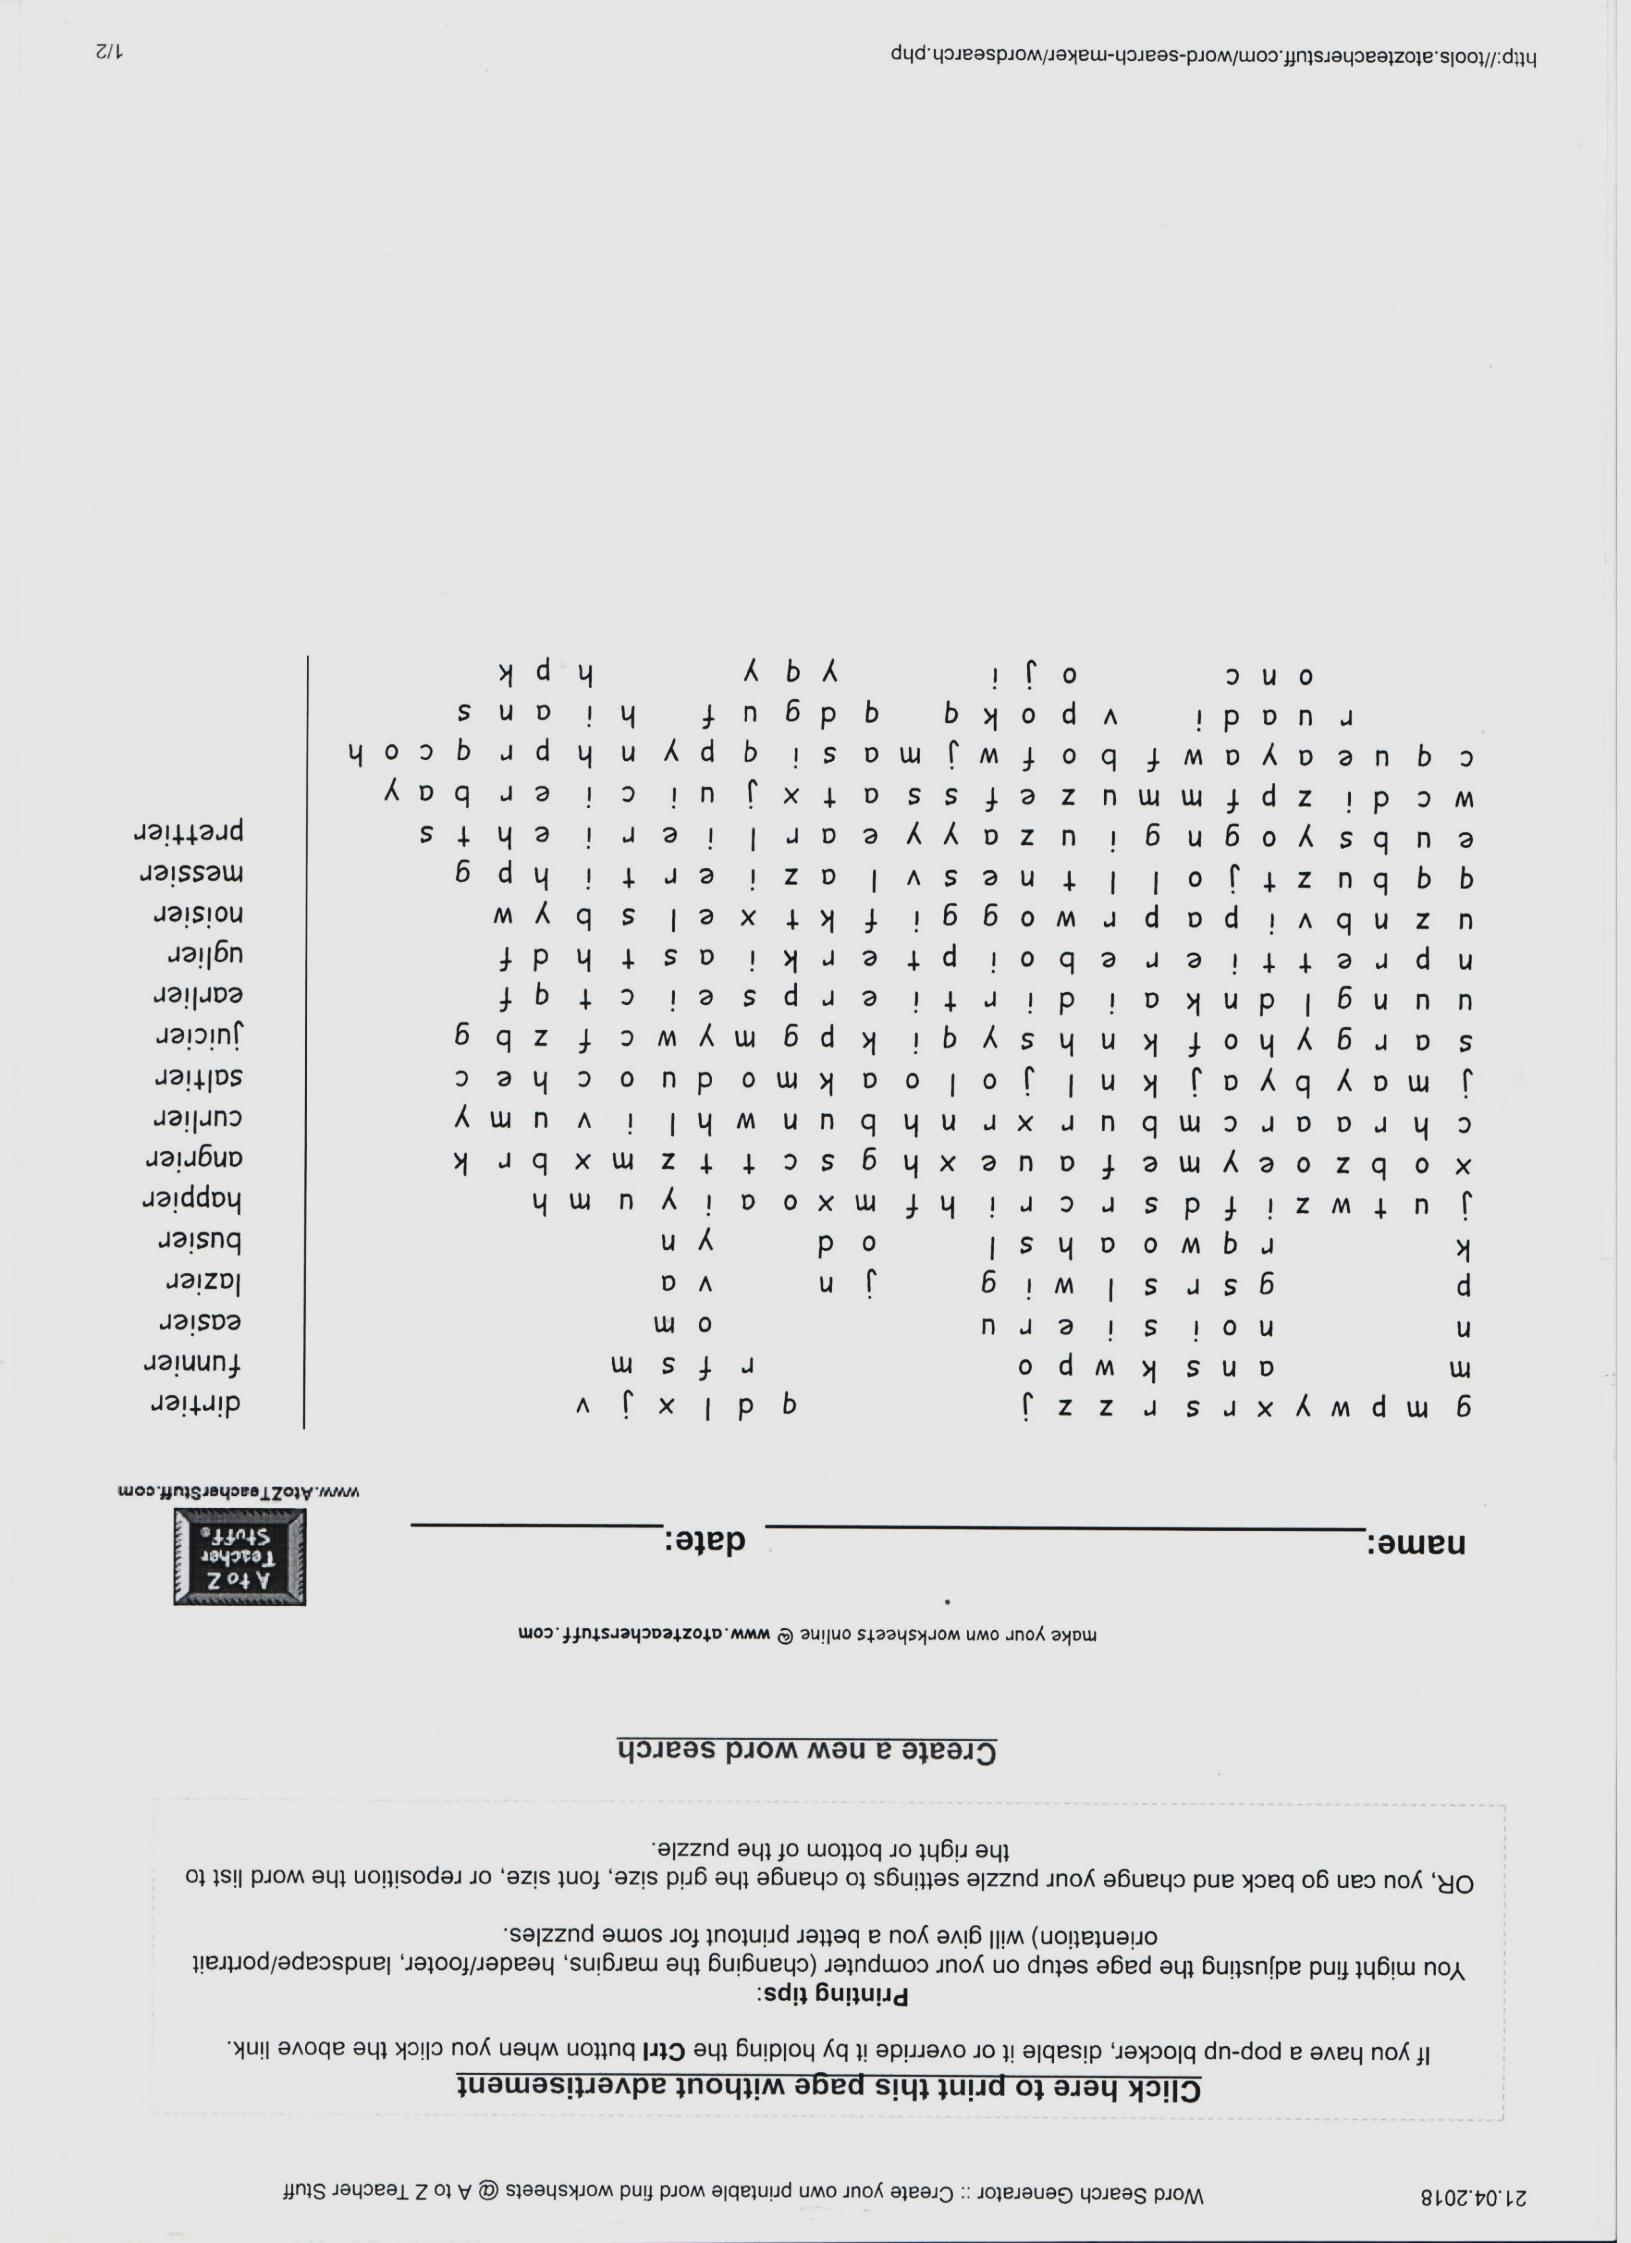 21.04.2018
Word Search Generator :: Create your own printable word find worksheets @ A to Z Teacher Stuff
Click here to print this page without advertisement
If you have a pop-up blocker, disable it or override it by holding the Ctrl button when you click the above link.
Printing tips:
You might find adjusting the page setup on your computer (changing the margins, header/footer, landscape/portrait
orientation) will give you a better printout for some puzzles.
OR, you can go back and change your puzzle settings to change the grid size, font size, or reposition the word list to
the right or bottom of the puzzle.
Create a new word search
make your own worksheets online @ www.atozteacherstuff.com
name: date:
A to Z
Teacher
Stuff®
www.AtoZTeacherStuff.com
g m p w y x r s r z z j q d l x j v
m a n s k w p o r f s m
n n o i s i e r u o m
p g s r s l w i g j n v a
k r q w o a h s l o d y n
j u t w z i f d s r c r i h f m x o a i y u m h
x o b z o e y m e f a u e x h g s c t t z m x b r k
c h r a a r c m b u r x r n h b u n w h l i v u m y
j m a y b y a j k n l j o l o a k m o d u o c h e c
s a r g y h o f k n h s y q i k p g m y w c f z b g
u u n g l d n k a i d i r t i e r p s e i c t q f
n p r e t t i e r e b o i p t e r k i a s t h d f
u z n b v i p a p r w o g g i f k t x e l s b y w
q q b u z t j o l l t n e s v l a z i e r t i h p g
e u b s y o g n g i u z a y y e a r l i e r i e h t s
w c d i z p f m m u z e f s s a t x j u i c i e r b a y
c q u e a y a w f b o f w j m a s i q p y n h p r q c o h
r u a d i v p o k q q d g u f h i a n s
o n c o j i y q y h p k
dirtier
funnier
easier
lazier
busier
happier
angrier
curlier
saltier
juicier
earlier
uglier
noisier
messier
prettier
http://tools.atozteacherstuff.com/word-search-maker/wordsearch.php
1/2